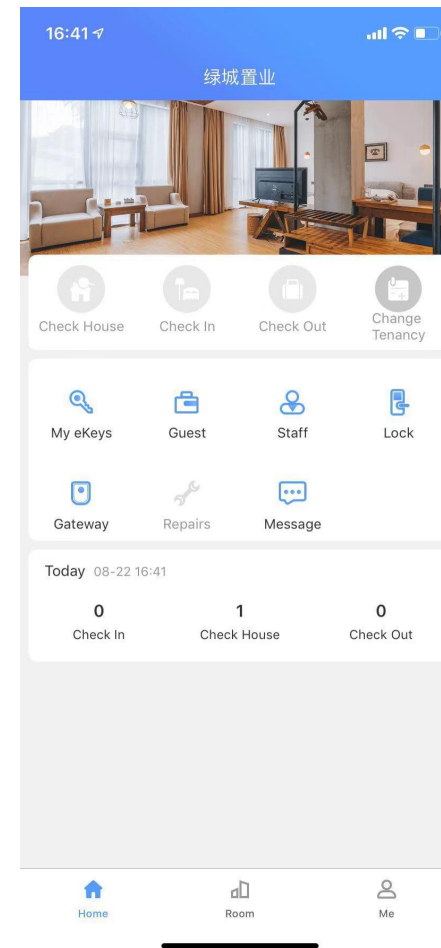 16:41
绿城置业
Check House
Check In
Check Out
Change
Tenancy
My eKeys
Guest
Staff
Lock
Gateway
Repairs
Message
Today 08-22 16:41
0
1
0
Check In
Check House
Check Out
Home
Room
Me